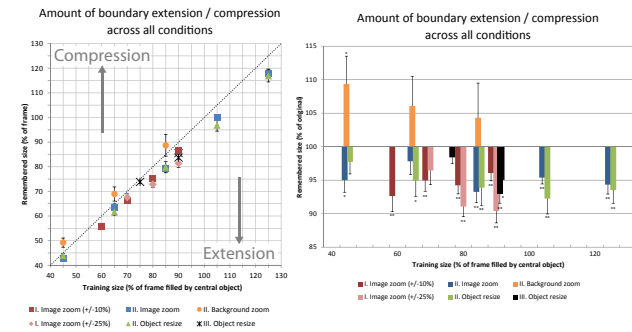 Amount of boundary extension / compression
across all conditions
130
120
110
100
90
80
70
60
50
40
Remembered size (% of frame)
Compression
Extension
40 50 60 70 80 90 100 110 120 130
Training size (% of frame filled by central object)
I. Image zoom (+/-10%) II. Image zoom II. Background zoom
I. Image zoom (+/-25%) II. Object resize III. Object resize
Amount of boundary extension / compression
across all conditions
115
110
105
100
95
90
85
Remembered size (% of original)
* ** ** * ** ** ** ** ** ** ** ** * ** ** ** **
40 60 80 100 120
Training size (% of frame filled by central object)
I. Image zoom (+/-10%) II. Image zoom II. Background zoom
I. Image zoom (+/-25%) II. Object resize III. Object resize